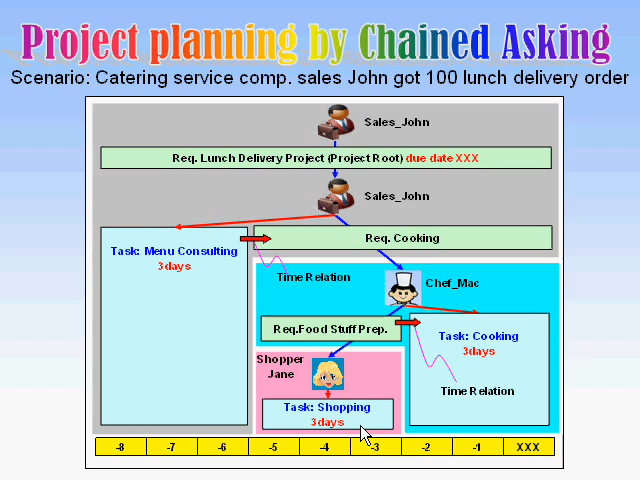 Project planning by Chained Asking
Scenario: Catering service comp. sales John got 100 lunch delivery order
Sales_John
Req. Lunch Delivery Project (Project Root) due date XXX
Sales_John
Req. Cooking
Task: Menu Consulting
3days
Time Relation
Chef_Mac
Req.Food Stuff Prep.
Task: Cooking
3days
Shopper
Jane
Time Relation
Task: Shopping
3days
-8 -7 -6 -5 -4 -3 -2 -1 XXX